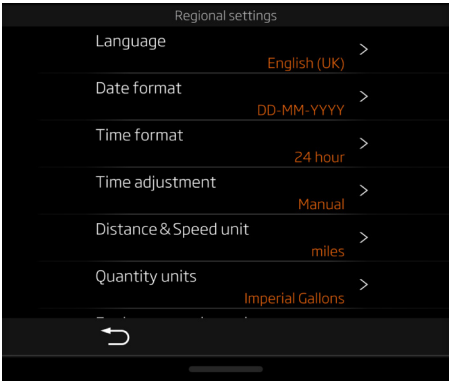 Regional settings
Language
English (UK)
Date format
DD-MM-YYYY
Time format
24 hour
Time adjustment
Manual
Distance & Speed unit
miles
Quantity units
Imperial Gallons